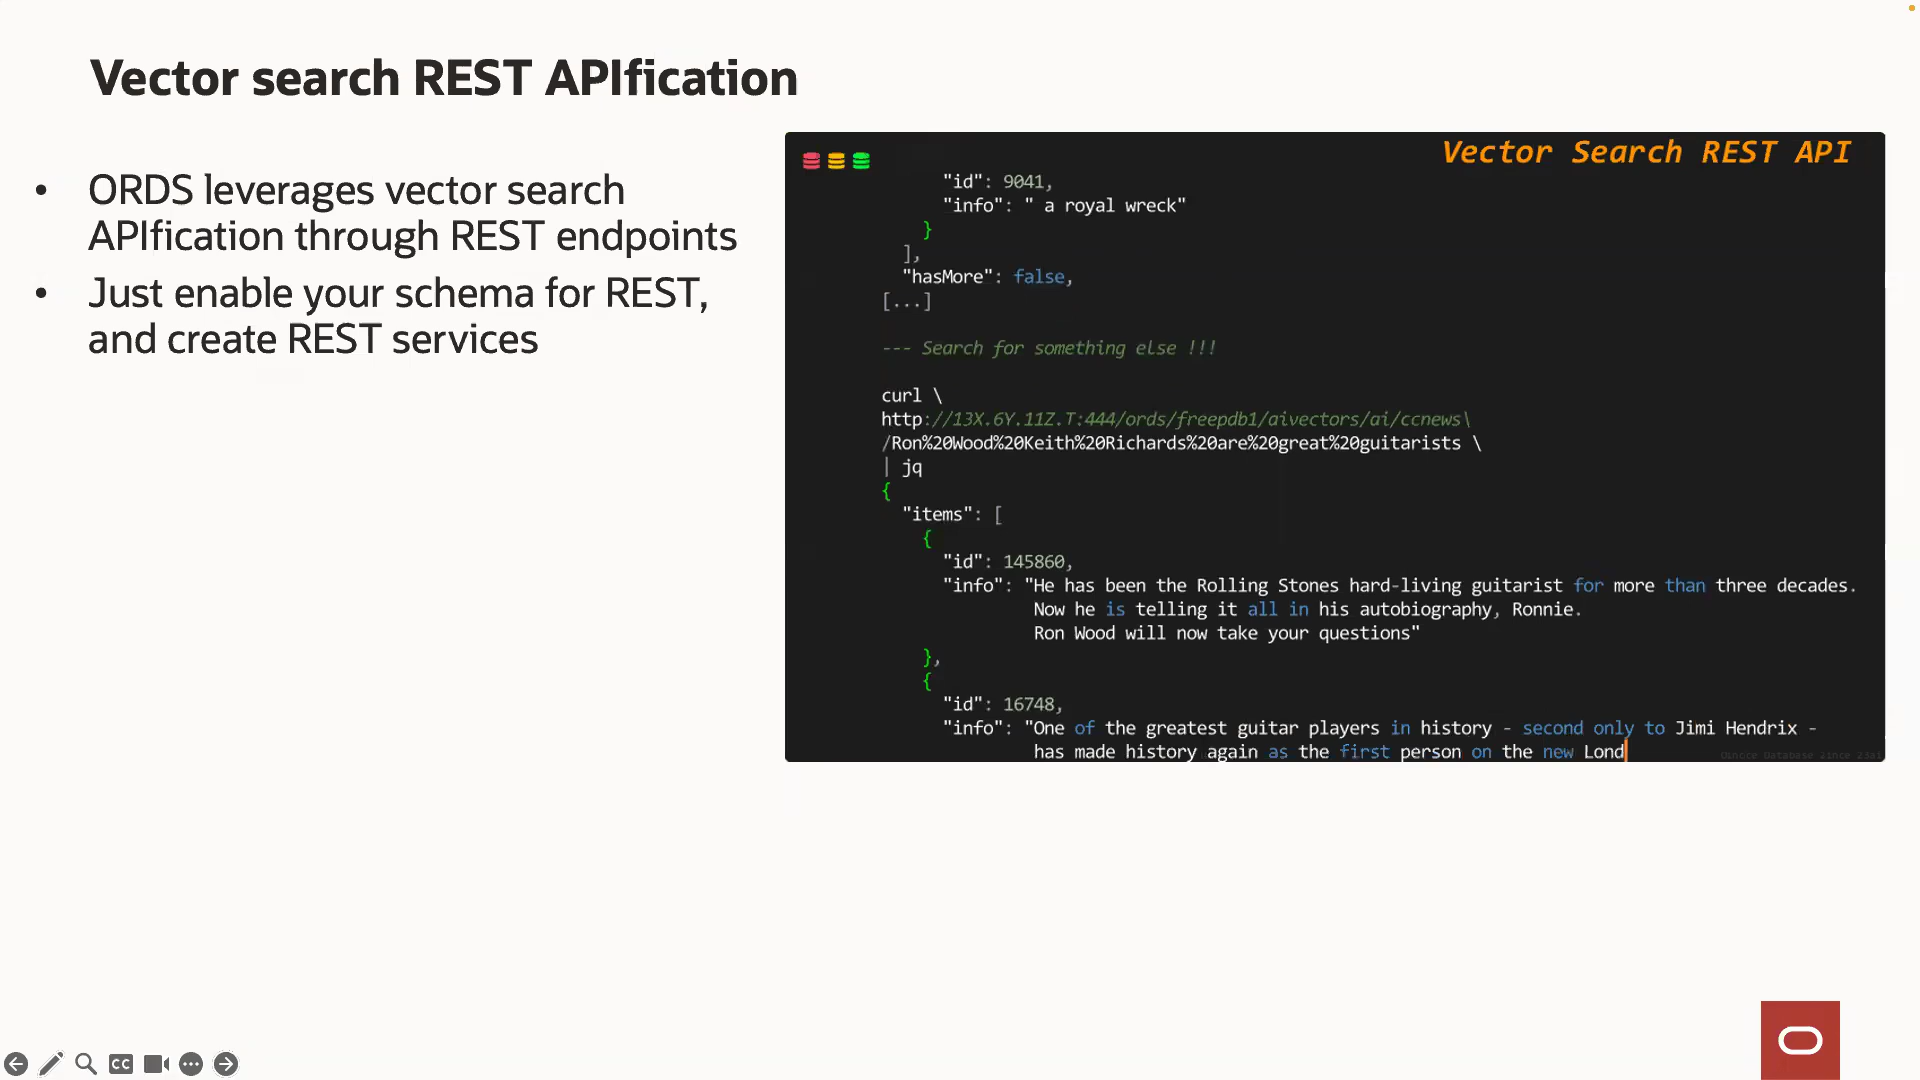 Vector search REST APIfication
• ORDS leverages vector search
APIfication through REST endpoints
• Just enable your schema for REST,
and create REST services
Vector Search REST API
"id": 9041,
"info": " a royal wreck"
}
],
"hasMore": false,
[...]
--- Search for something else !!!
curl \
http://13X.6Y.11Z.T:444/ords/freepdb1/aivectors/ai/ccnews\
/Ron%20Wood%20Keith%20Richards%20are%20great%20guitarists \
| jq
{
"items": [
{
"id": 145860,
"info": "He has been the Rolling Stones hard-living guitarist for more than three decades.
Now he is telling it all in his autobiography, Ronnie.
Ron Wood will now take your questions"
},
{
"id": 16748,
"info": "One of the greatest guitar players in history - second only to Jimi Hendrix -
has made history again as the first person on the new Lond
CC